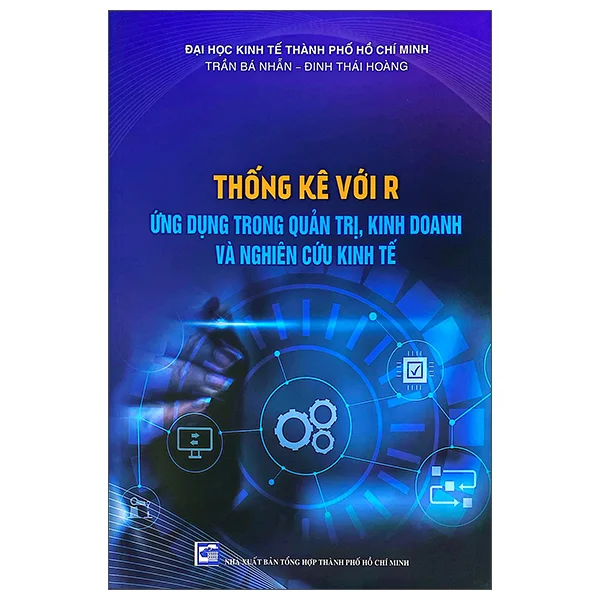 ĐẠI HỌC KINH TẾ THÀNH PHỐ HỒ CHÍ MINH
TRẦN BÁ NHẪN – ĐINH THÁI HOÀNG
THỐNG KÊ VỚI R
ỨNG DỤNG TRONG QUẢN TRỊ, KINH DOANH
VÀ NGHIÊN CỨU KINH TẾ
NHÀ XUẤT BẢN TỔNG HỢP THÀNH PHỐ HỒ CHÍ MINH